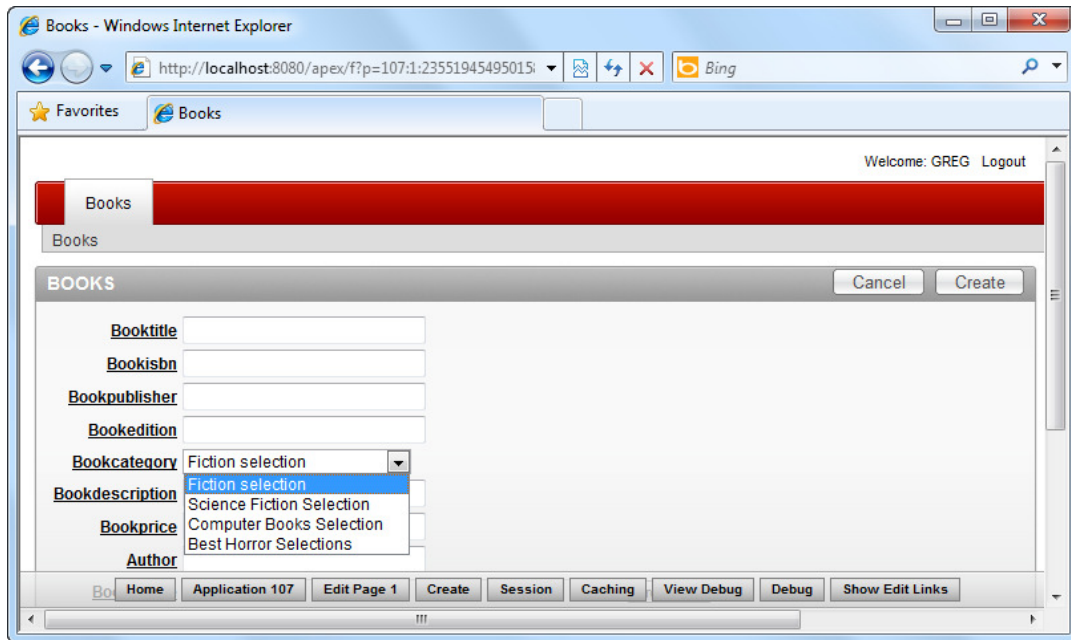 Books - Windows Internet Explorer
http://localhost:8080/apex/f?p=107:1:23551945495015
Bing
Favorites
Books
Welcome: GREG Logout
Books
Books
BOOKS
Cancel Create
Booktitle
Bookisbn
Bookpublisher
Bookedition
Bookcategory Fiction selection
Fiction selection
Bookdescription
Science Fiction Selection
Bookprice Computer Books Selection
Best Horror Selections
Author
Home Application 107 Edit Page 1 Create Session Caching View Debug Debug Show Edit Links